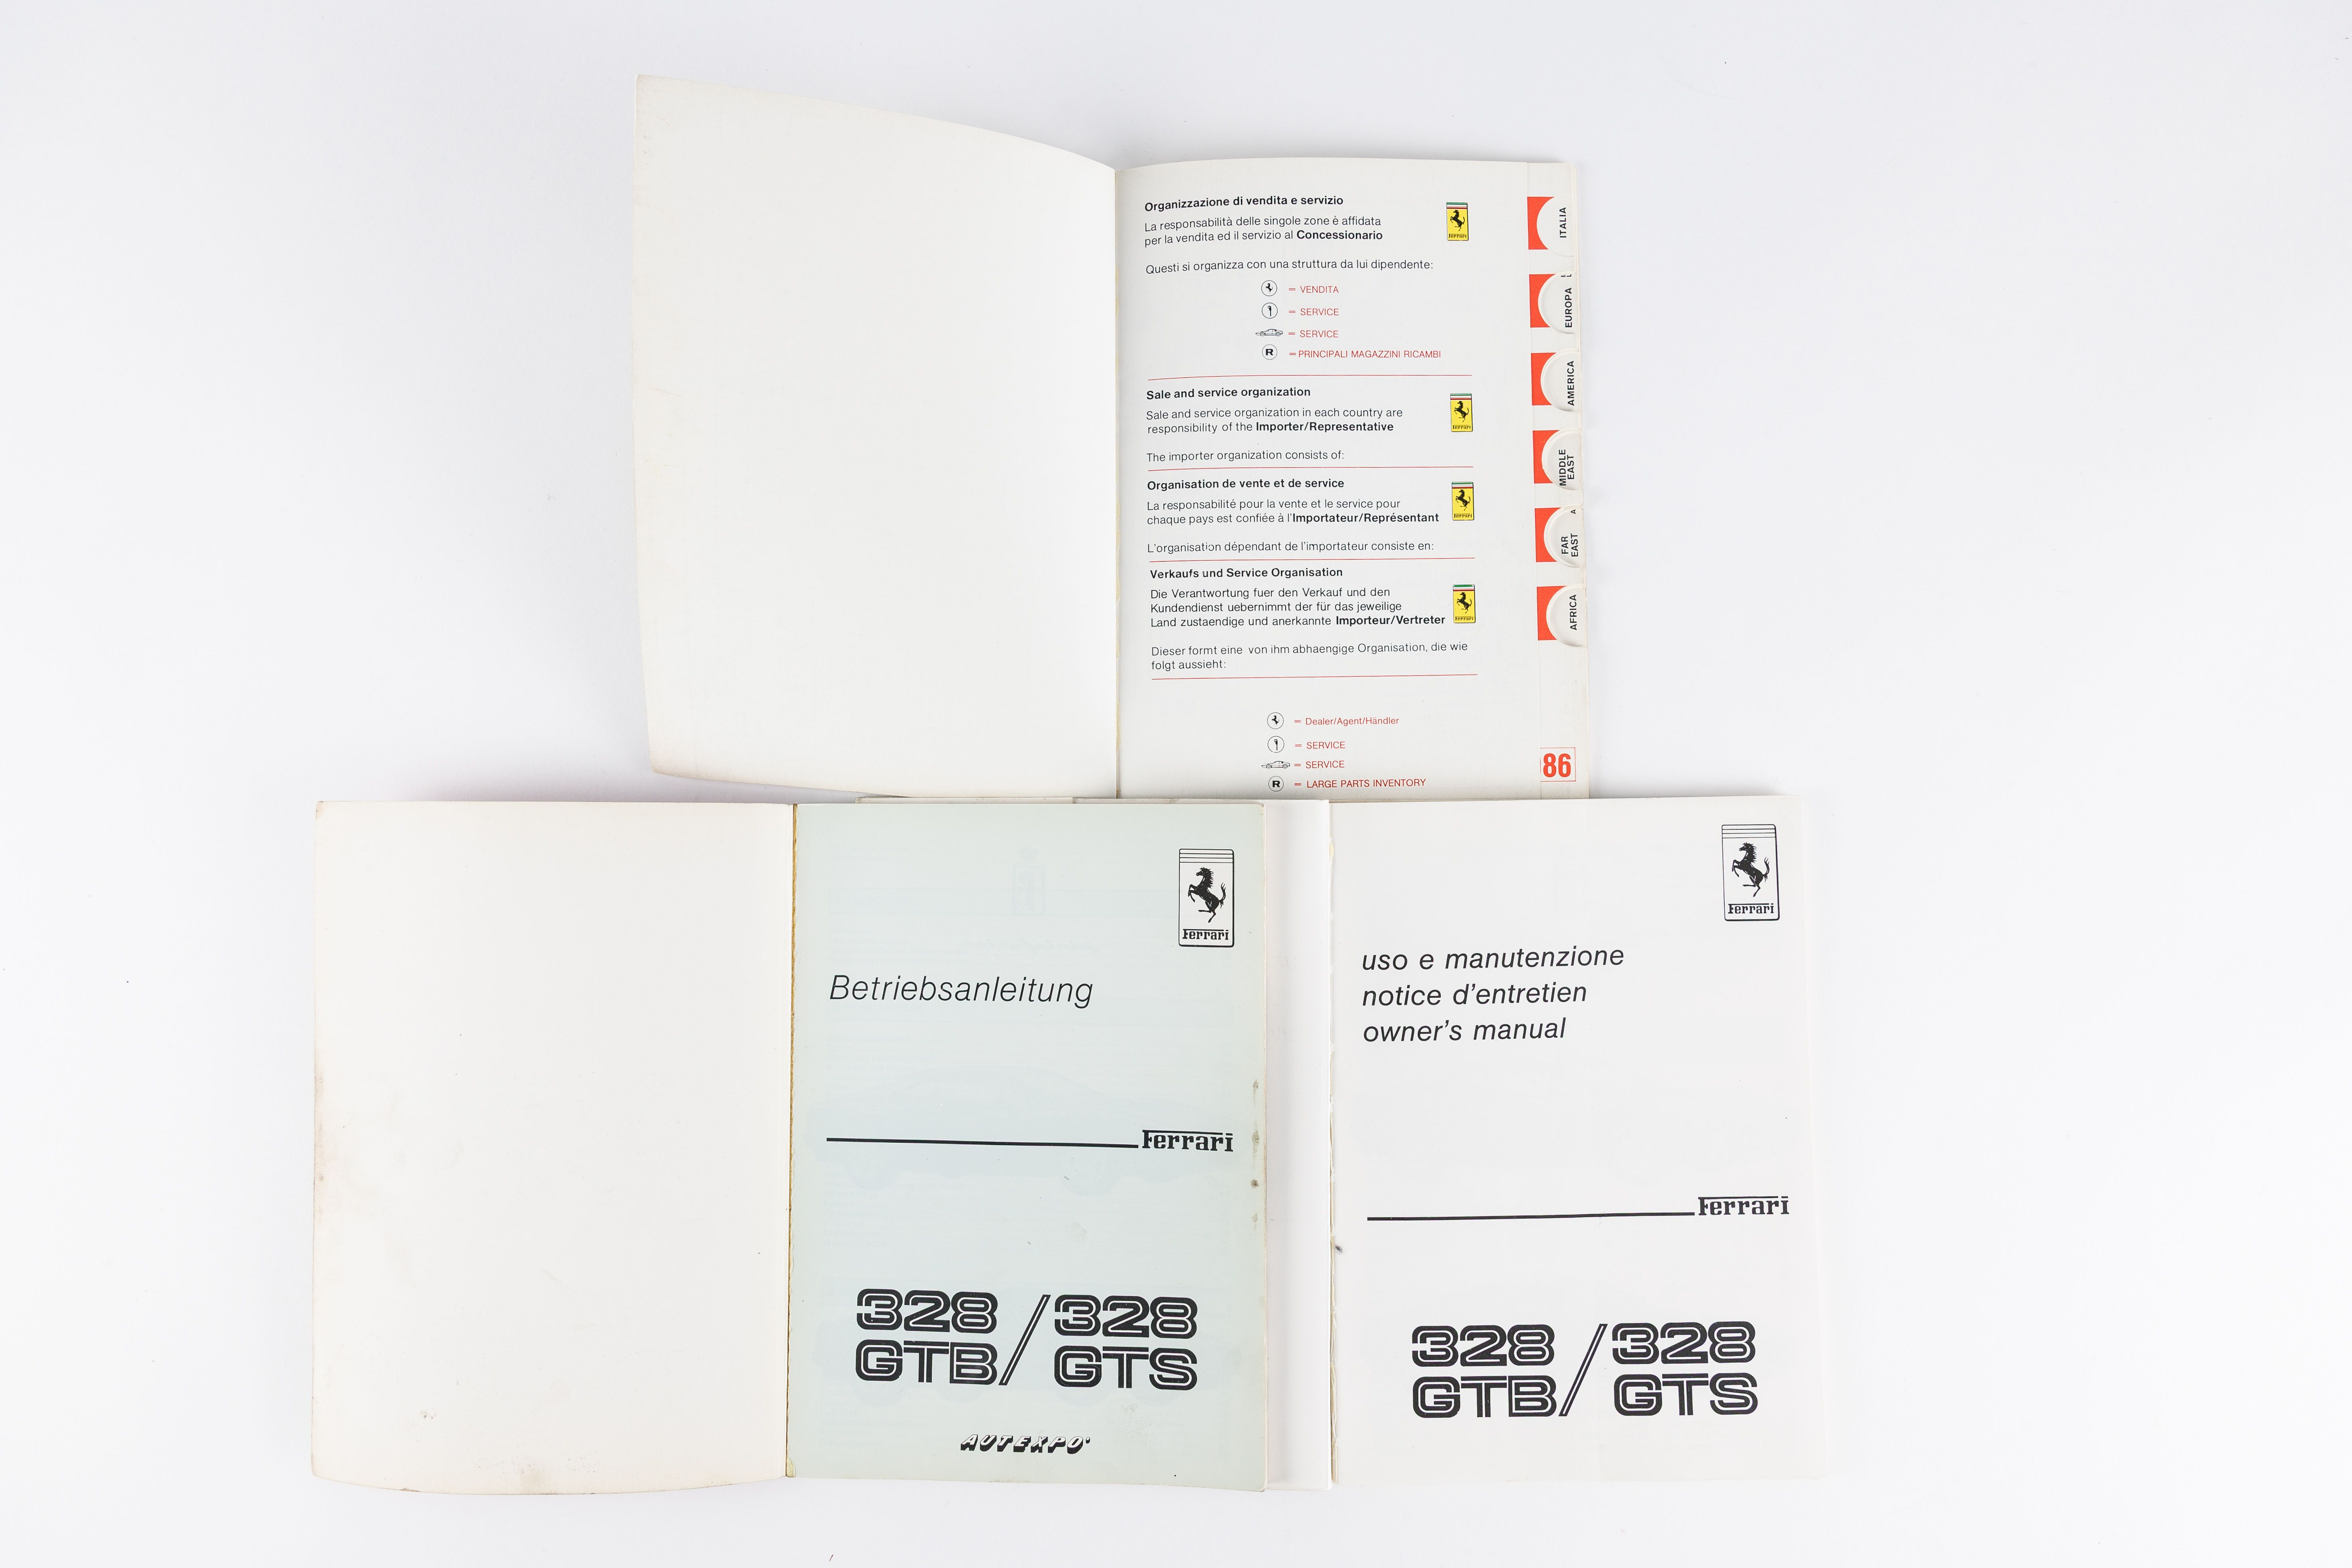 Organizzazione di vendita e servizio
La responsabilità delle singole zone è affidata
per la vendita ed il servizio al Concessionario
Ferrari
Questi si organizza con una struttura da lui dipendente:
= VENDITA
= SERVICE
= SERVICE
R = PRINCIPALI MAGAZZINI RICAMBI
Sale and service organization
Sale and service organization in each country are
responsibility of the Importer/Representative
Ferrari
The importer organization consists of:
Organisation de vente et de service
La responsabilité pour la vente et le service pour
chaque pays est confiée à l'Importateur/Représentant
Ferrari
L'organisation dépendant de l'importateur consiste en:
Verkaufs und Service Organisation
Die Verantwortung fuer den Verkauf und den
Kundendienst uebernimmt der für das jeweilige
Land zustaendige und anerkannte Importeur/Vertreter
Ferrari
Dieser formt eine von ihm abhaengige Organisation, die wie
folgt aussieht:
= Dealer/Agent/Händler
= SERVICE
= SERVICE
R = LARGE PARTS INVENTORY
ITALIA
EUROPA
AMERICA
MIDDLE
EAST
FAR
EAST
AFRICA
86
Ferrari
Betriebsanleitung
Ferrari
328 / 328
GTB / GTS
AUTEXPO'
Ferrari
uso e manutenzione
notice d'entretien
owner's manual
Ferrari
328 / 328
GTB / GTS